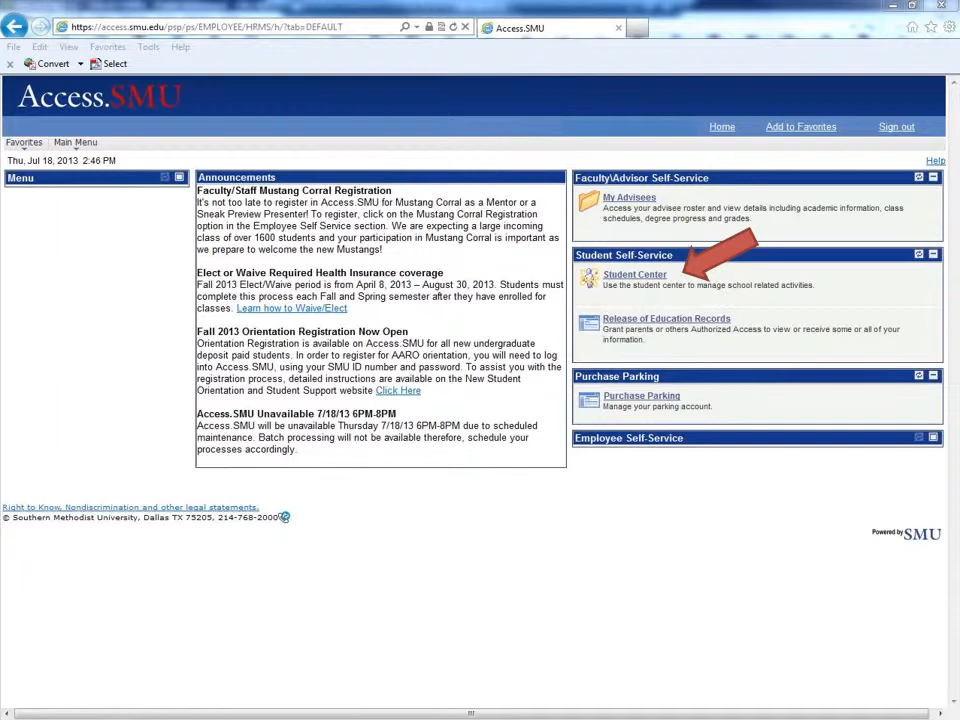 https://access.smu.edu/psp/ps/EMPLOYEE/HRMS/h/?tab=DEFAULT
Access.SMU
File Edit View Favorites Tools Help
Convert Select
Access.SMU
Home Add to Favorites Sign out
Favorites Main Menu
Thu, Jul 18, 2013 2:46 PM
Help
Menu
Announcements
Faculty/Staff Mustang Corral Registration
It's not too late to register in Access.SMU for Mustang Corral as a Mentor or a
Sneak Preview Presenter! To register, click on the Mustang Corral Registration
option in the Employee Self Service section. We are expecting a large incoming
class of over 1600 students and your participation in Mustang Corral is important as
we prepare to welcome the new Mustangs!
Elect or Waive Required Health Insurance coverage
Fall 2013 Elect/Waive period is from April 8, 2013 – August 30, 2013. Students must
complete this process each Fall and Spring semester after they have enrolled for
classes. Learn how to Waive/Elect
Fall 2013 Orientation Registration Now Open
Orientation Registration is available on Access.SMU for all new undergraduate
deposit paid students. In order to register for AARO orientation, you will need to log
into Access.SMU, using your SMU ID number and password. To assist you with the
registration process, detailed instructions are available on the New Student
Orientation and Student Support website Click Here
Access.SMU Unavailable 7/18/13 6PM-8PM
Access.SMU will be unavailable Thursday 7/18/13 6PM-8PM due to scheduled
maintenance. Batch processing will not be available therefore, schedule your
processes accordingly.
Faculty\Advisor Self-Service
My Advisees
Access your advisee roster and view details including academic information, class
schedules, degree progress and grades.
Student Self-Service
Student Center
Use the student center to manage school related activities.
Release of Education Records
Grant parents or others Authorized Access to view or receive some or all of your
information.
Purchase Parking
Purchase Parking
Manage your parking account.
Employee Self-Service
Right to Know, Nondiscrimination and other legal statements.
© Southern Methodist University, Dallas TX 75205, 214-768-2000
Powered by SMU